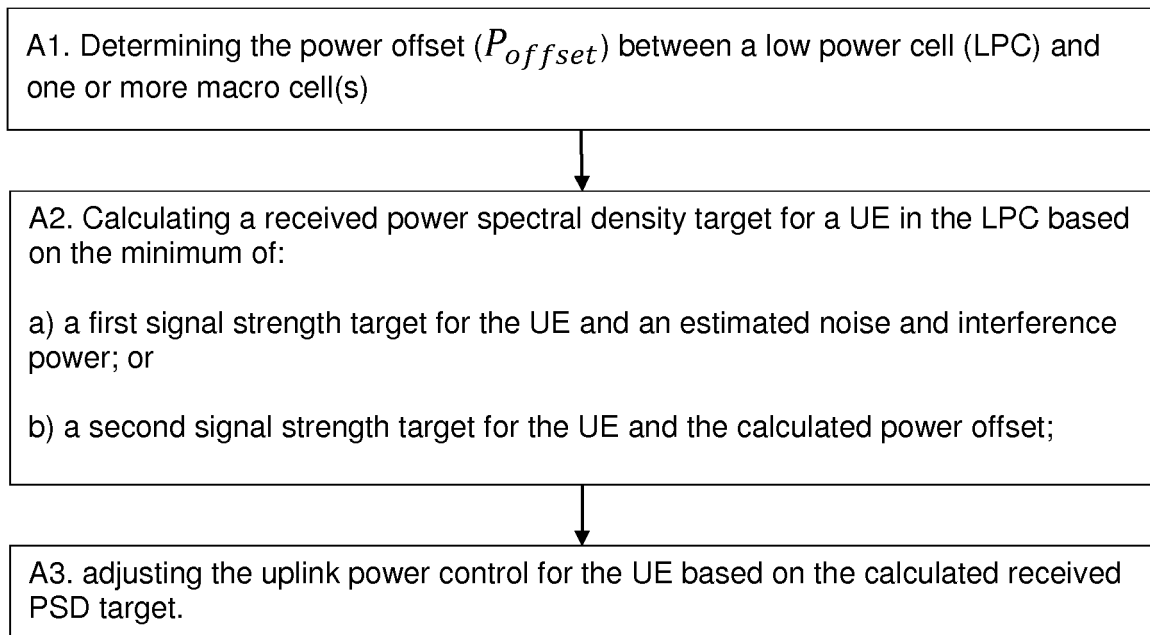 A1. Determining the power offset (P_offset) between a low power cell (LPC) and
one or more macro cell(s)
A2. Calculating a received power spectral density target for a UE in the LPC based
on the minimum of:
a) a first signal strength target for the UE and an estimated noise and interference
power; or
b) a second signal strength target for the UE and the calculated power offset;
A3. adjusting the uplink power control for the UE based on the calculated received
PSD target.